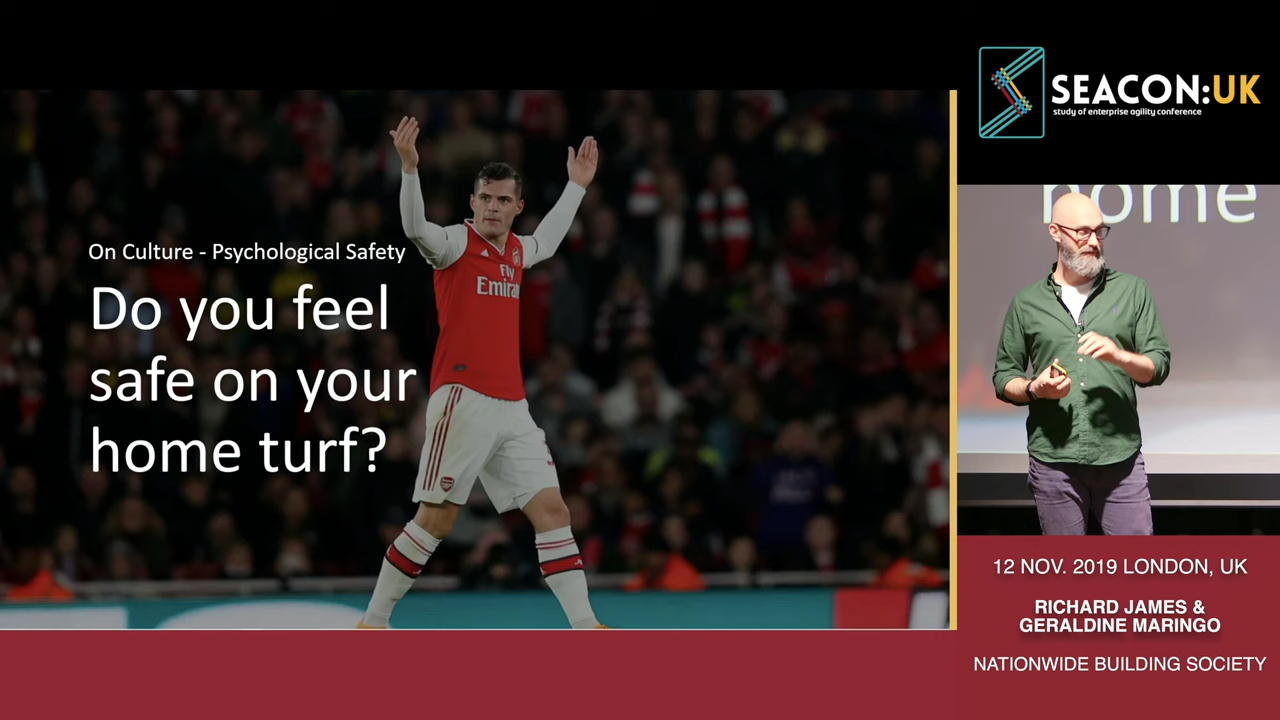 On Culture - Psychological Safety
Do you feel
safe on your
home turf?
Fly
Emirates
SEACON:UK
study of enterprise agility conference
home
12 NOV. 2019 LONDON, UK
RICHARD JAMES &
GERALDINE MARINGO
NATIONWIDE BUILDING SOCIETY